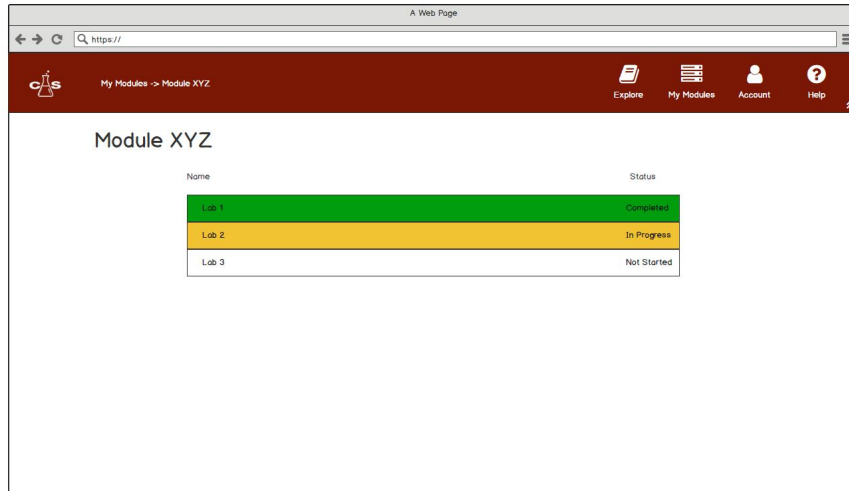 A Web Page
https://
CAS
My Modules -> Module XYZ
Explore
My Modules
Account
Help
Module XYZ
Name Status
Lab 1 Completed
Lab 2 In Progress
Lab 3 Not Started